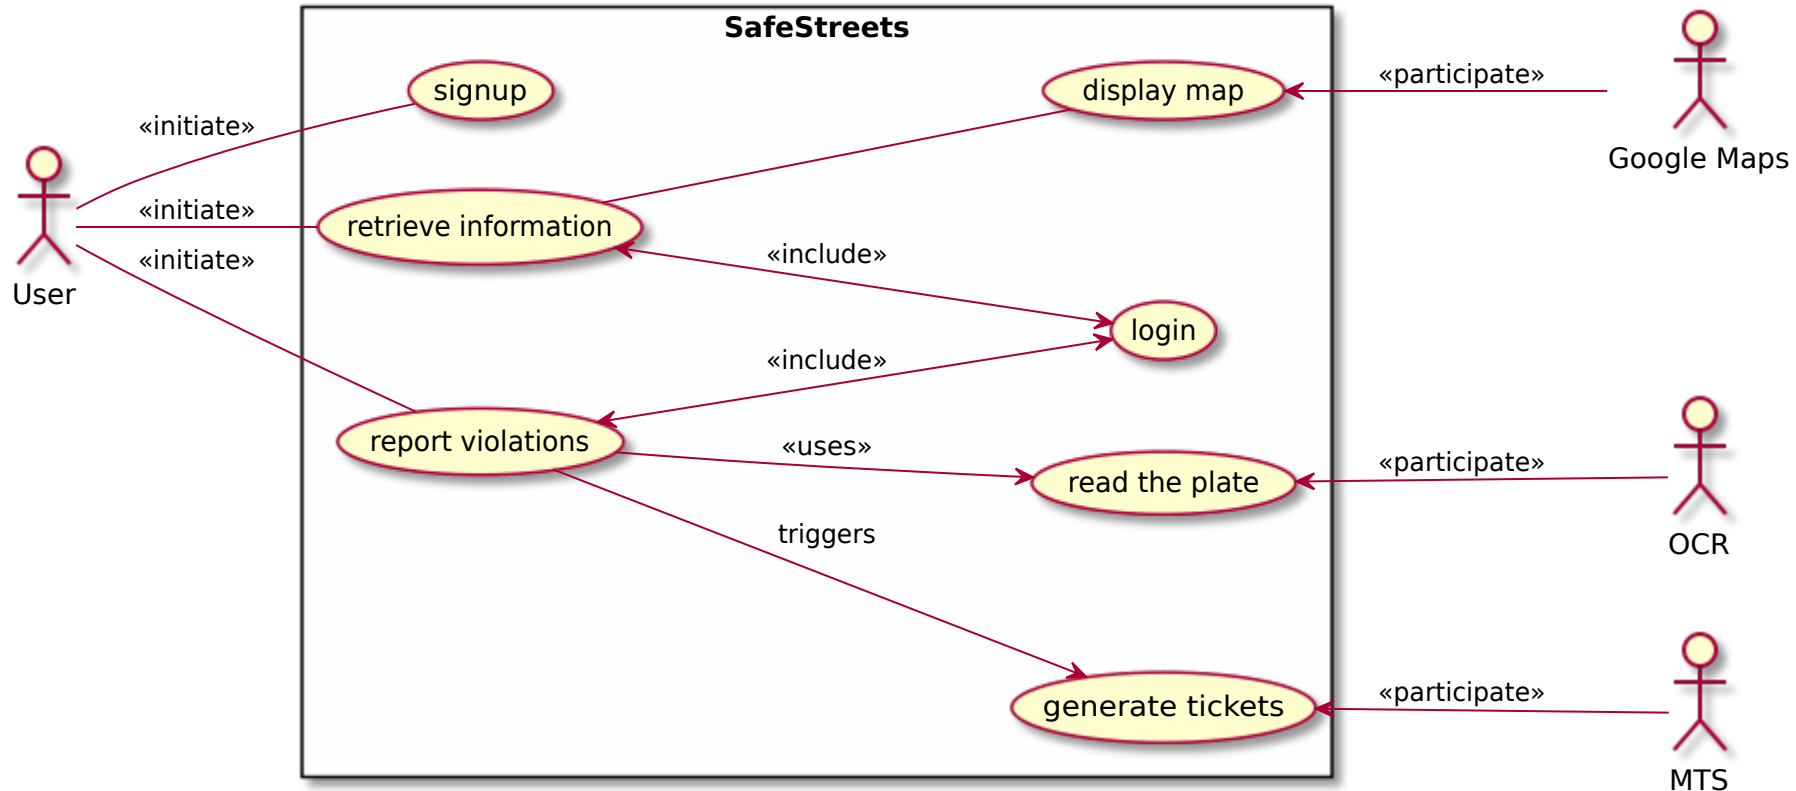 SafeStreets
signup
display map
«participate»
Google Maps
«initiate»
«initiate»
retrieve information
«initiate»
User
«include»
login
«include»
report violations
«uses»
read the plate
«participate»
OCR
triggers
generate tickets
«participate»
MTS